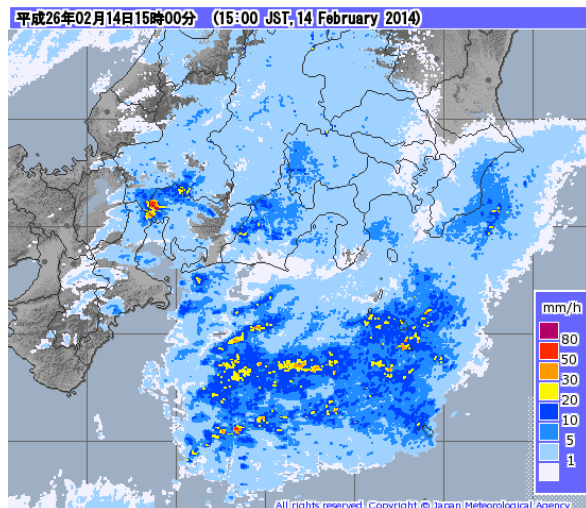 平成26年02月14日15時00分 (15:00 JST, 14 February 2014)
mm/h
80
50
30
20
10
5
1
All rights reserved. Copyright © Japan Meteorological Agency